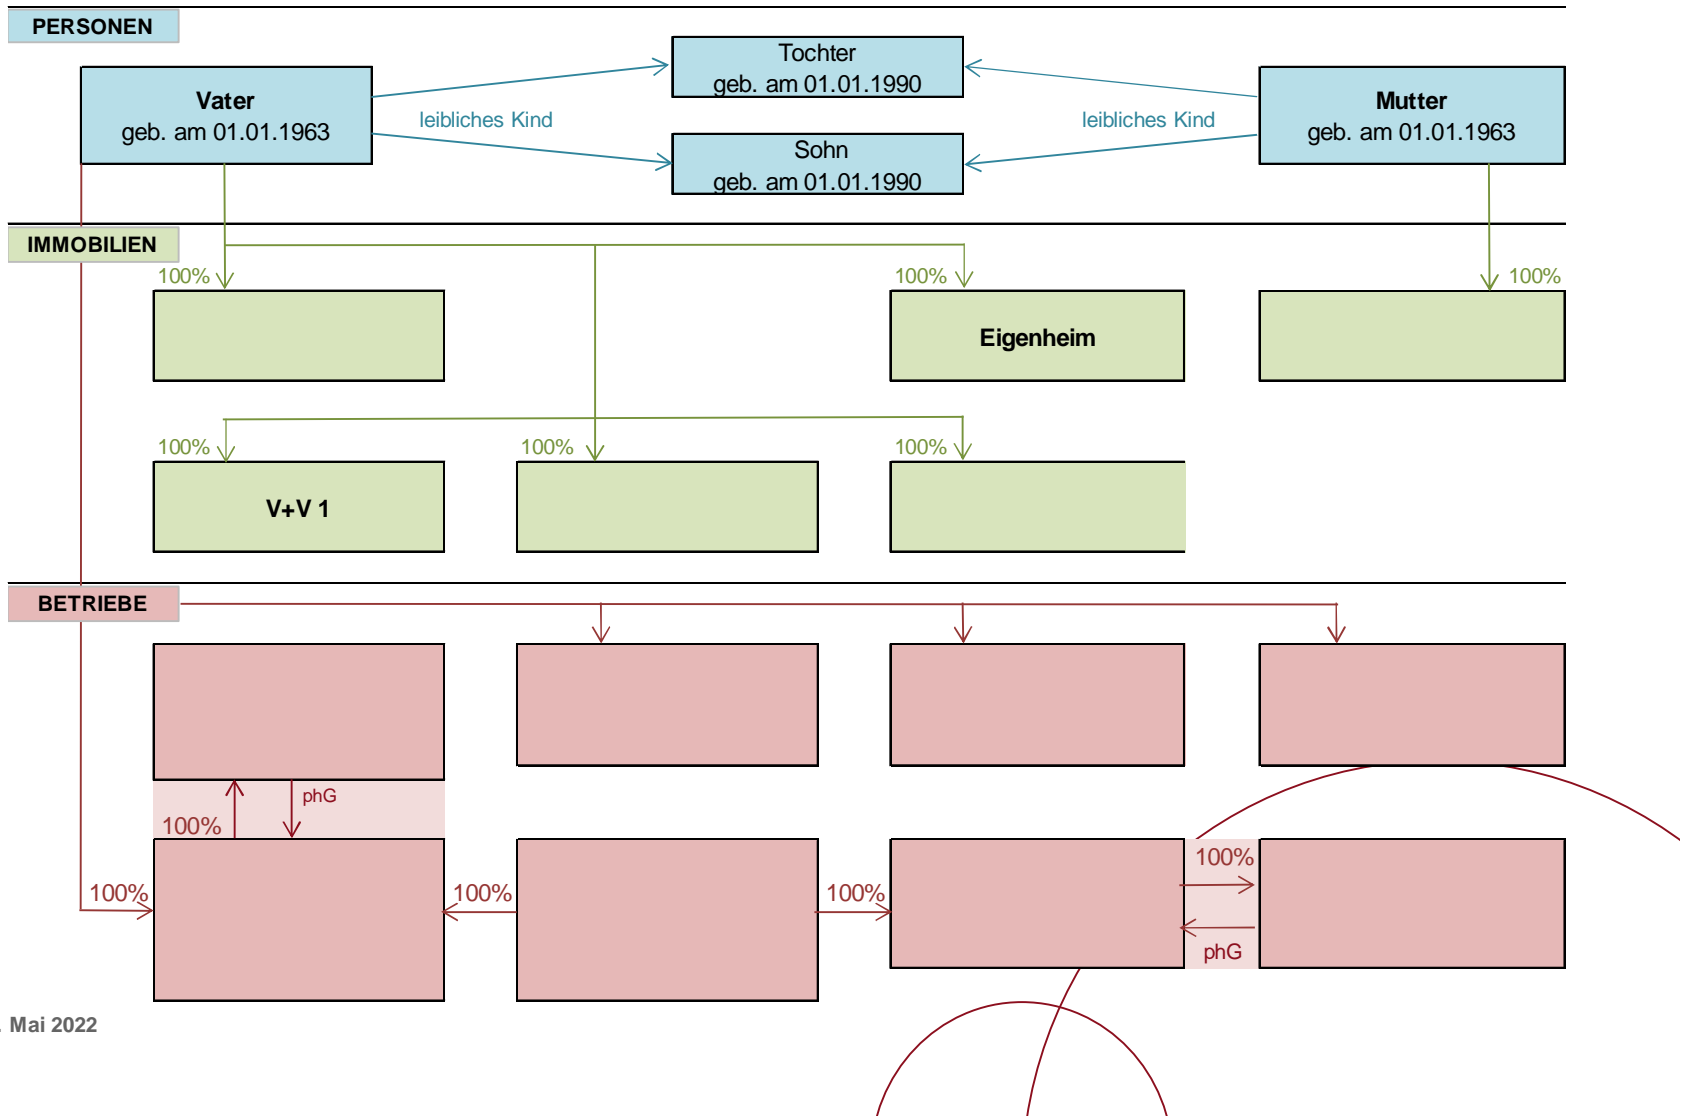 PERSONEN
Tochter
geb. am 01.01.1990
Vater
geb. am 01.01.1963
leibliches Kind
leibliches Kind
Mutter
geb. am 01.01.1963
Sohn
geb. am 01.01.1990
IMMOBILIEN
100%
100%
100%
Eigenheim
100%
100%
100%
V+V 1
BETRIEBE
phG
100%
100%
100%
100%
100%
phG
. Mai 2022